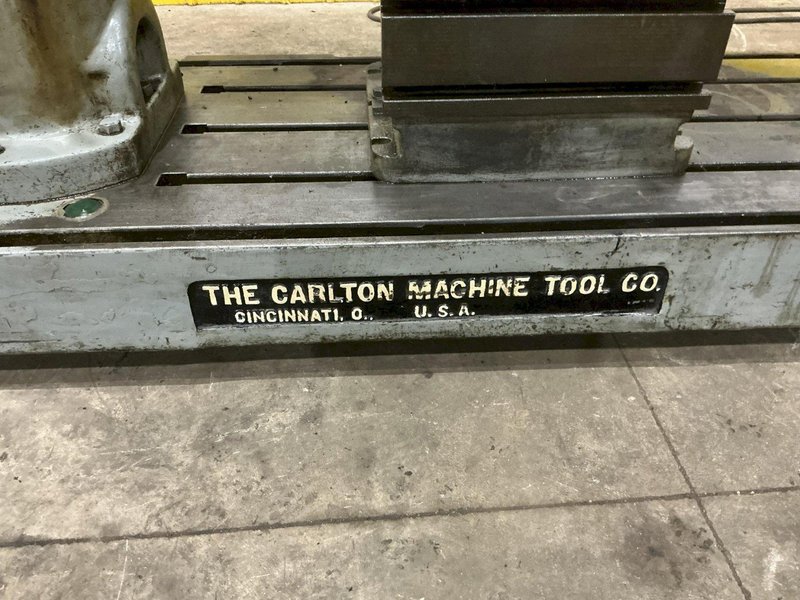 THE CARLTON MACHINE TOOL CO.
CINCINNATI, O., U.S.A.